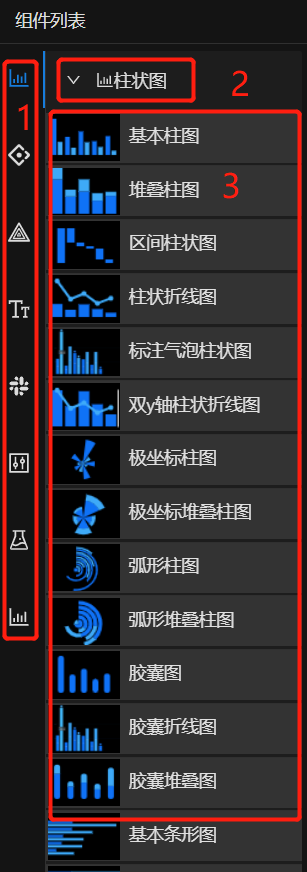 组件列表
1
柱状图
2
基本柱图
堆叠柱图
3
区间柱状图
柱状折线图
Tт
标注气泡柱状图
双y轴柱状折线图
极坐标柱图
极坐标堆叠柱图
弧形柱图
弧形堆叠柱图
胶囊图
胶囊折线图
胶囊堆叠图
基本条形图